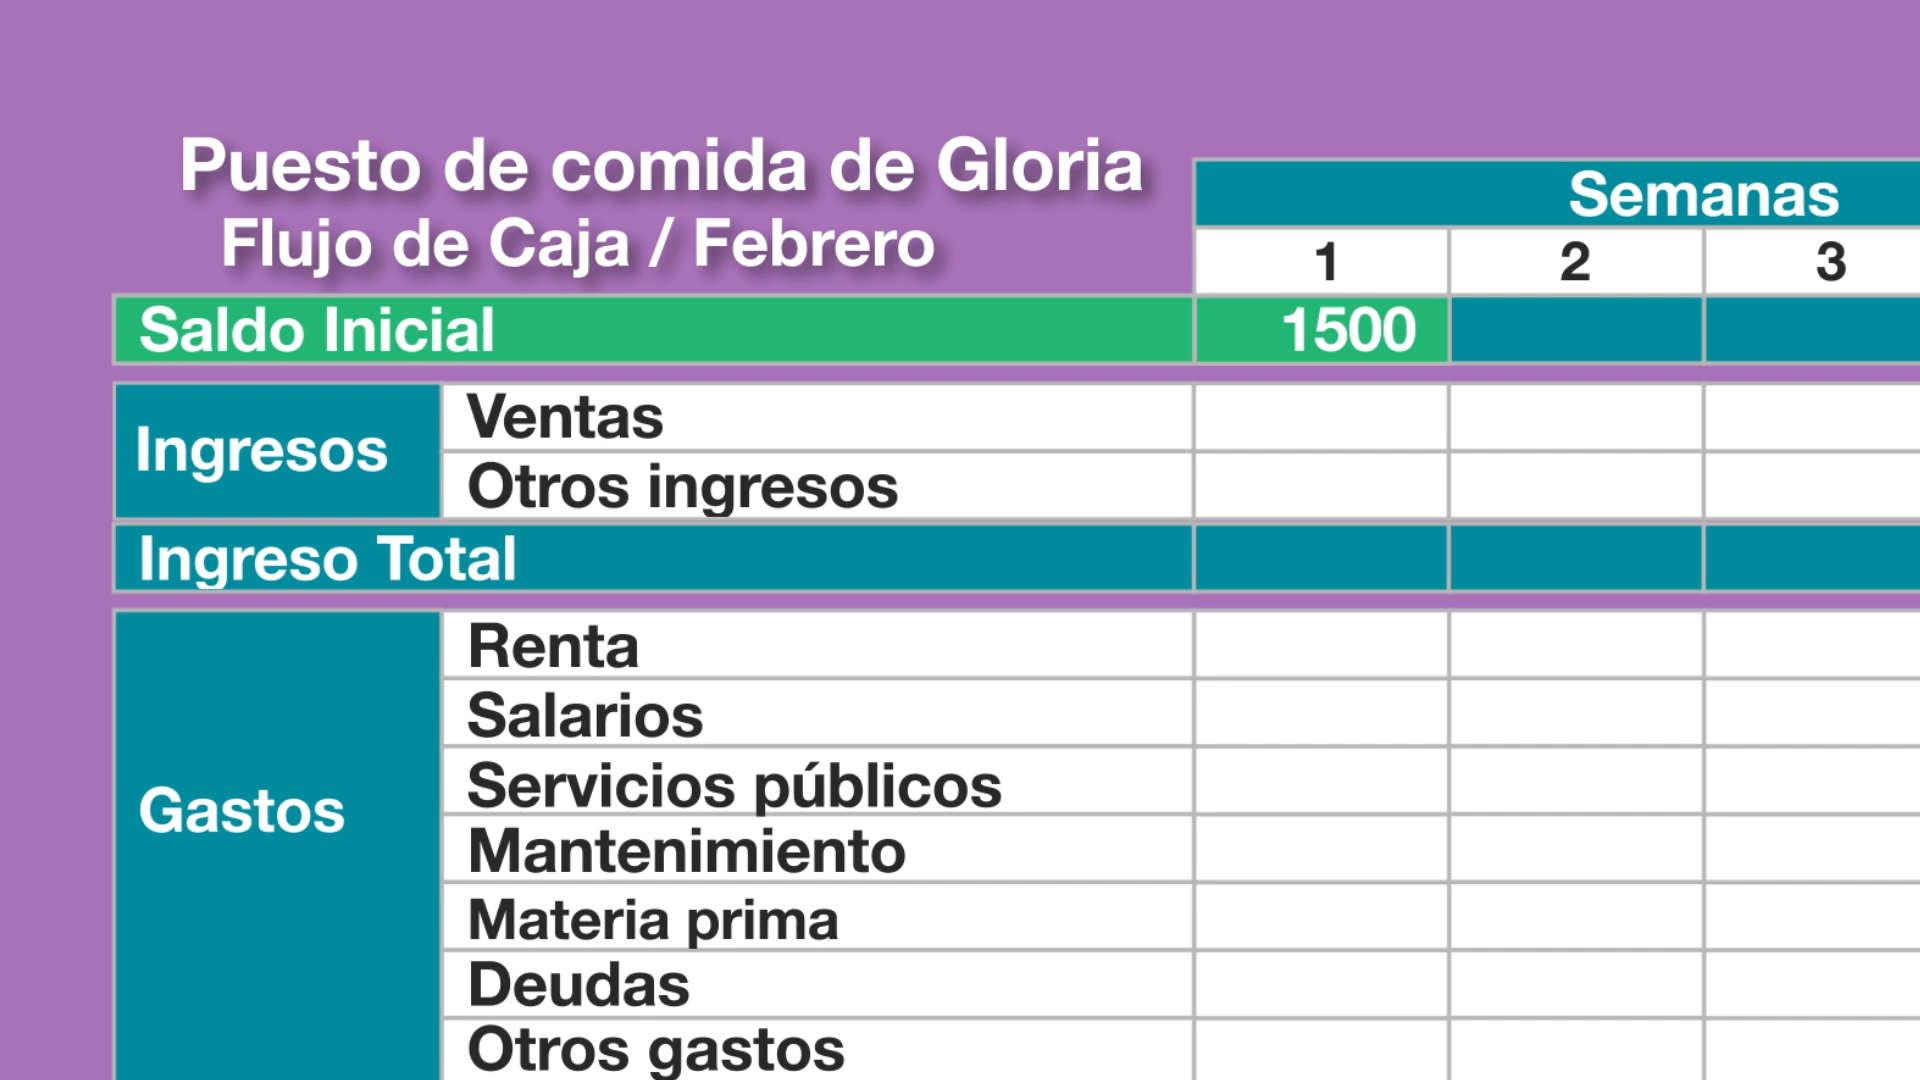 Puesto de comida de Gloria
Flujo de Caja / Febrero
Semanas
1 2 3
Saldo Inicial 1500
Ingresos
Ventas
Otros ingresos
Ingreso Total
Gastos
Renta
Salarios
Servicios públicos
Mantenimiento
Materia prima
Deudas
Otros gastos